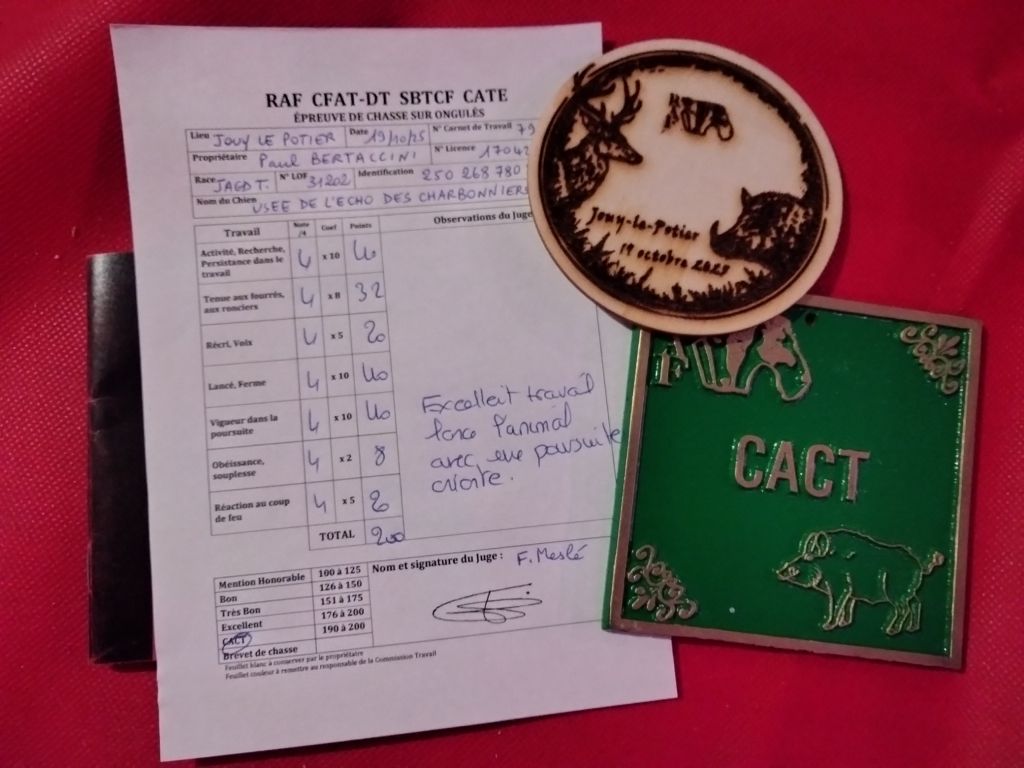 RAF CFAT-DT SBTCF CATE
ÉPREUVE DE CHASSE SUR ONGULÉS
Lieu JOUY LE POTIER Date 19/10/25 N° Carnet de Travail 79
Propriétaire Paul BERTACCINI N° Licence 17042
Race JAGD T. N° LOF 31202 Identification 250 268 780
Nom du Chien USEE DE L'ECHO DES CHARBONNIERS
Travail Note /4 Coef Points Observations du Juge
Activité, Recherche,
Persistance dans le
travail 4 x 10 40
Tenue aux fourrés,
aux ronciers 4 x 8 32
Récri, Voix 4 x 5 20
Lancé, Ferme 4 x 10 40
Vigueur dans la
poursuite 4 x 10 40
Obéissance,
souplesse 4 x 2 8
Réaction au coup
de feu 4 x 5 20
TOTAL 200
Excellent travail
lance l'animal
avec une poursuite
criante.
Mention Honorable 100 à 125
Bon 126 à 150
Très Bon 151 à 175
Excellent 176 à 200
CACT 190 à 200
Brevet de chasse
Nom et signature du Juge : F. Meslé
Feuillet blanc à conserver par le propriétaire
Feuillet couleur à remettre au responsable de la Commission Travail
Jouy-le-Potier
19 octobre 2025
F
CACT